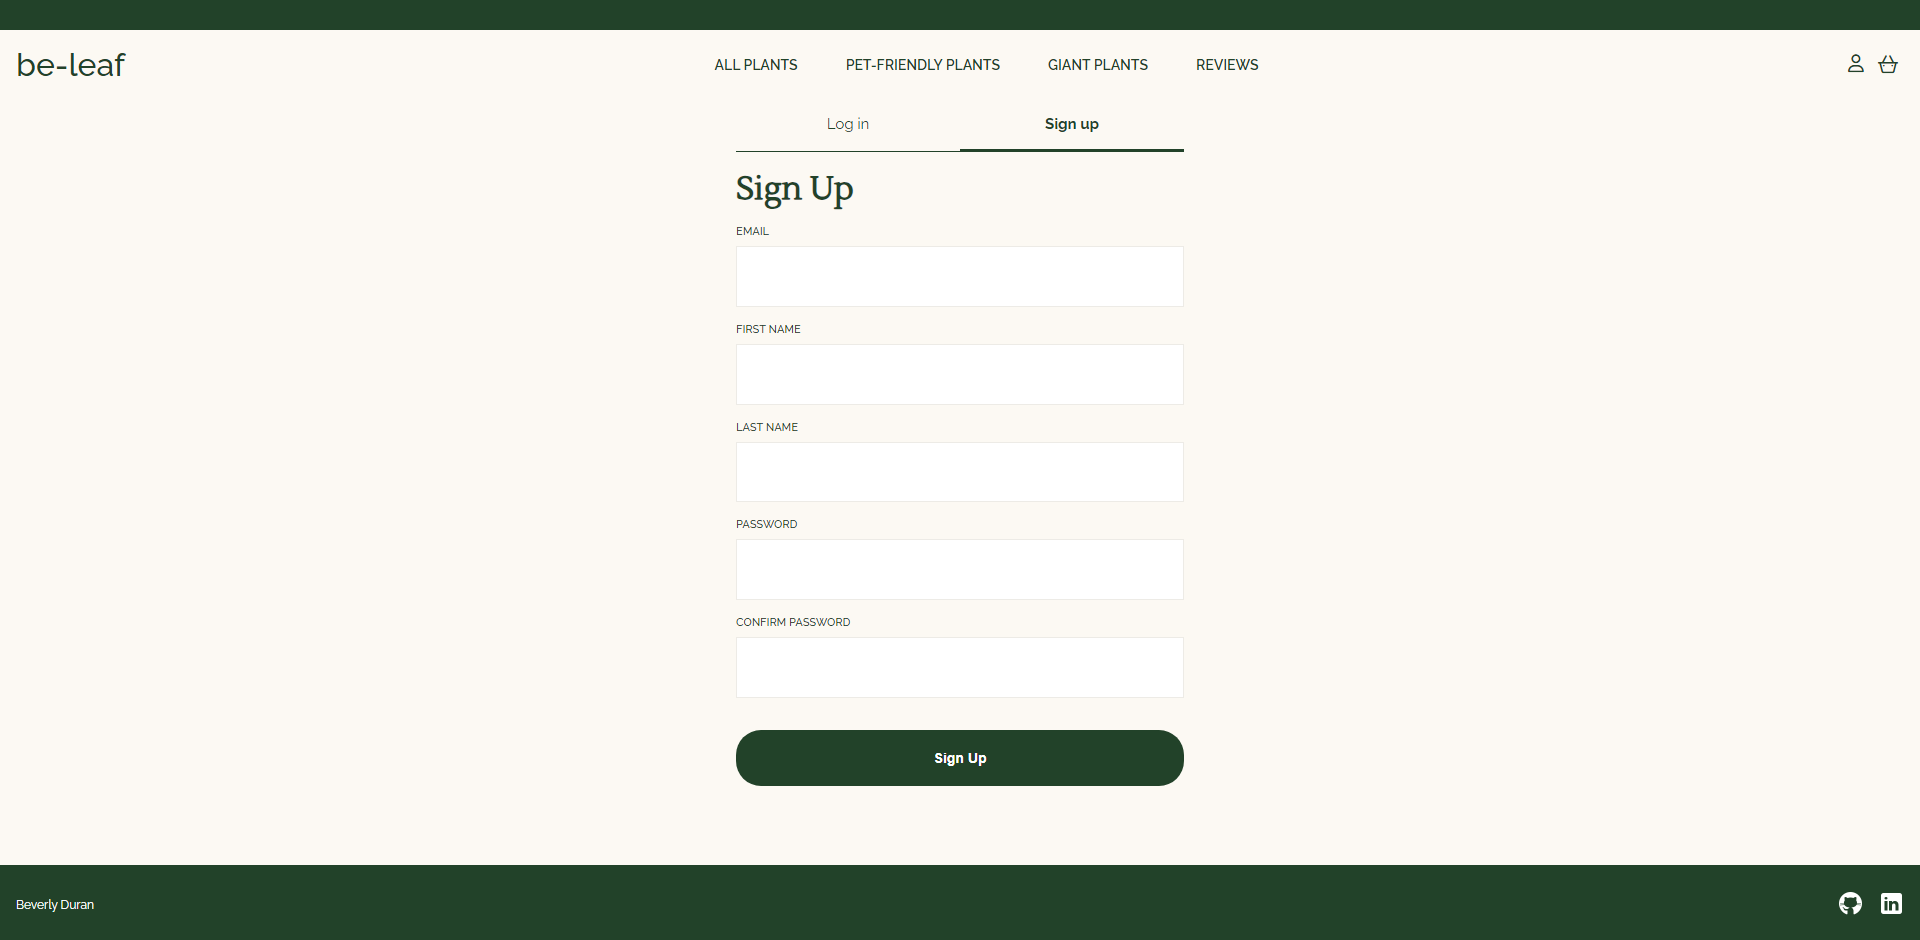 be-leaf
ALL PLANTS PET-FRIENDLY PLANTS GIANT PLANTS REVIEWS
Log in Sign up
Sign Up
EMAIL
FIRST NAME
LAST NAME
PASSWORD
CONFIRM PASSWORD
Sign Up
Beverly Duran
in